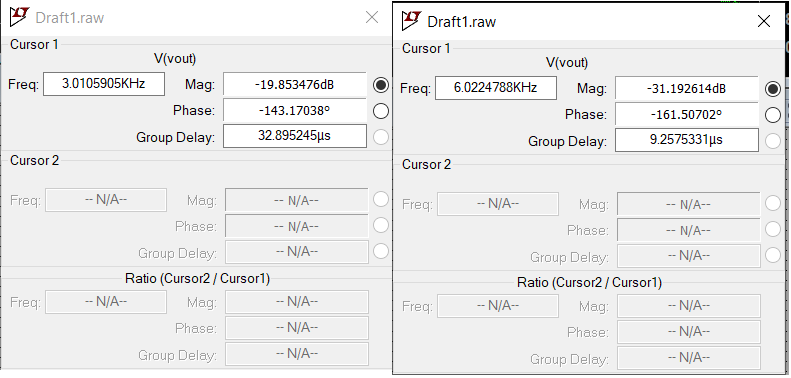 Draft1.raw
Cursor 1
V(vout)
Freq: 3.0105905KHz Mag: -19.853476dB
Phase: -143.17038º
Group Delay: 32.895245µs
Cursor 2
Freq: -- N/A-- Mag: -- N/A--
Phase: -- N/A--
Group Delay: -- N/A--
Ratio (Cursor2 / Cursor1)
Freq: -- N/A-- Mag: -- N/A--
Phase: -- N/A--
Group Delay: -- N/A--
Draft1.raw
Cursor 1
V(vout)
Freq: 6.0224788KHz Mag: -31.192614dB
Phase: -161.50702º
Group Delay: 9.2575331µs
Cursor 2
Freq: -- N/A-- Mag: -- N/A--
Phase: -- N/A--
Group Delay: -- N/A--
Ratio (Cursor2 / Cursor1)
Freq: -- N/A-- Mag: -- N/A--
Phase: -- N/A--
Group Delay: -- N/A--